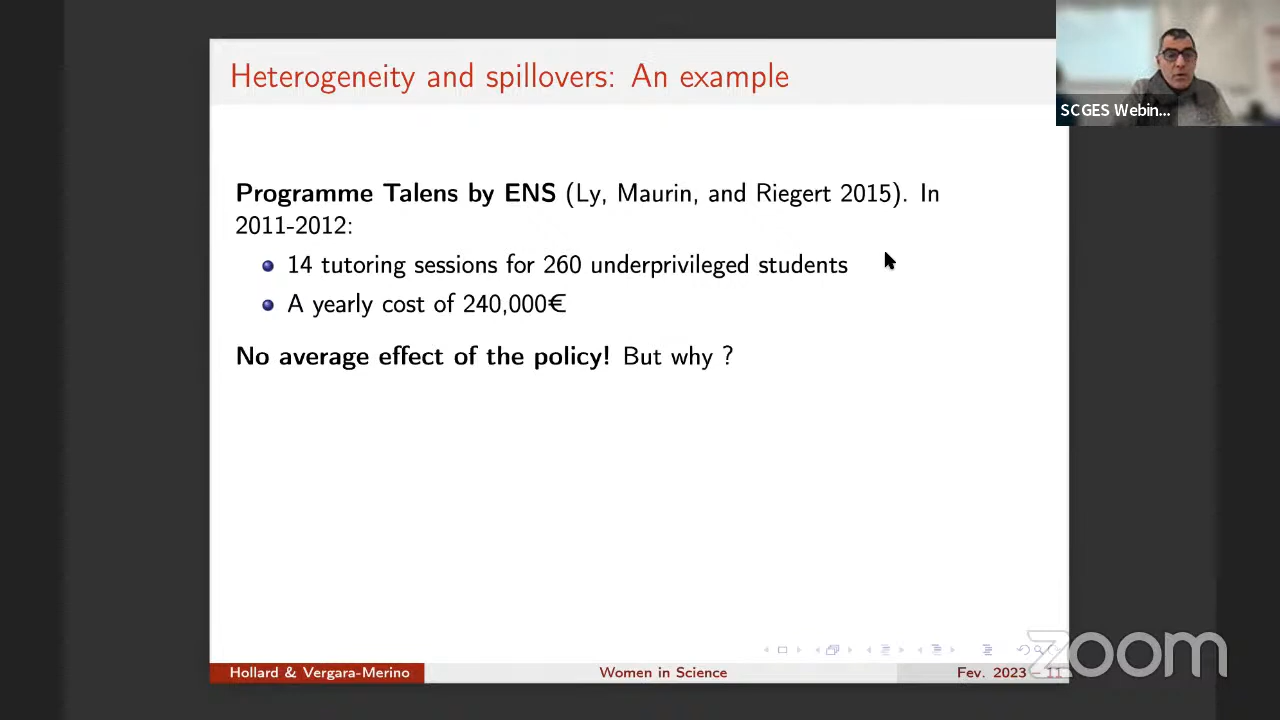 Heterogeneity and spillovers: An example
SCGES Webin...
Programme Talens by ENS (Ly, Maurin, and Riegert 2015). In
2011-2012:
14 tutoring sessions for 260 underprivileged students
A yearly cost of 240,000€
No average effect of the policy! But why ?
zoom
Hollard & Vergara-Merino Women in Science Fev. 2023 – 11